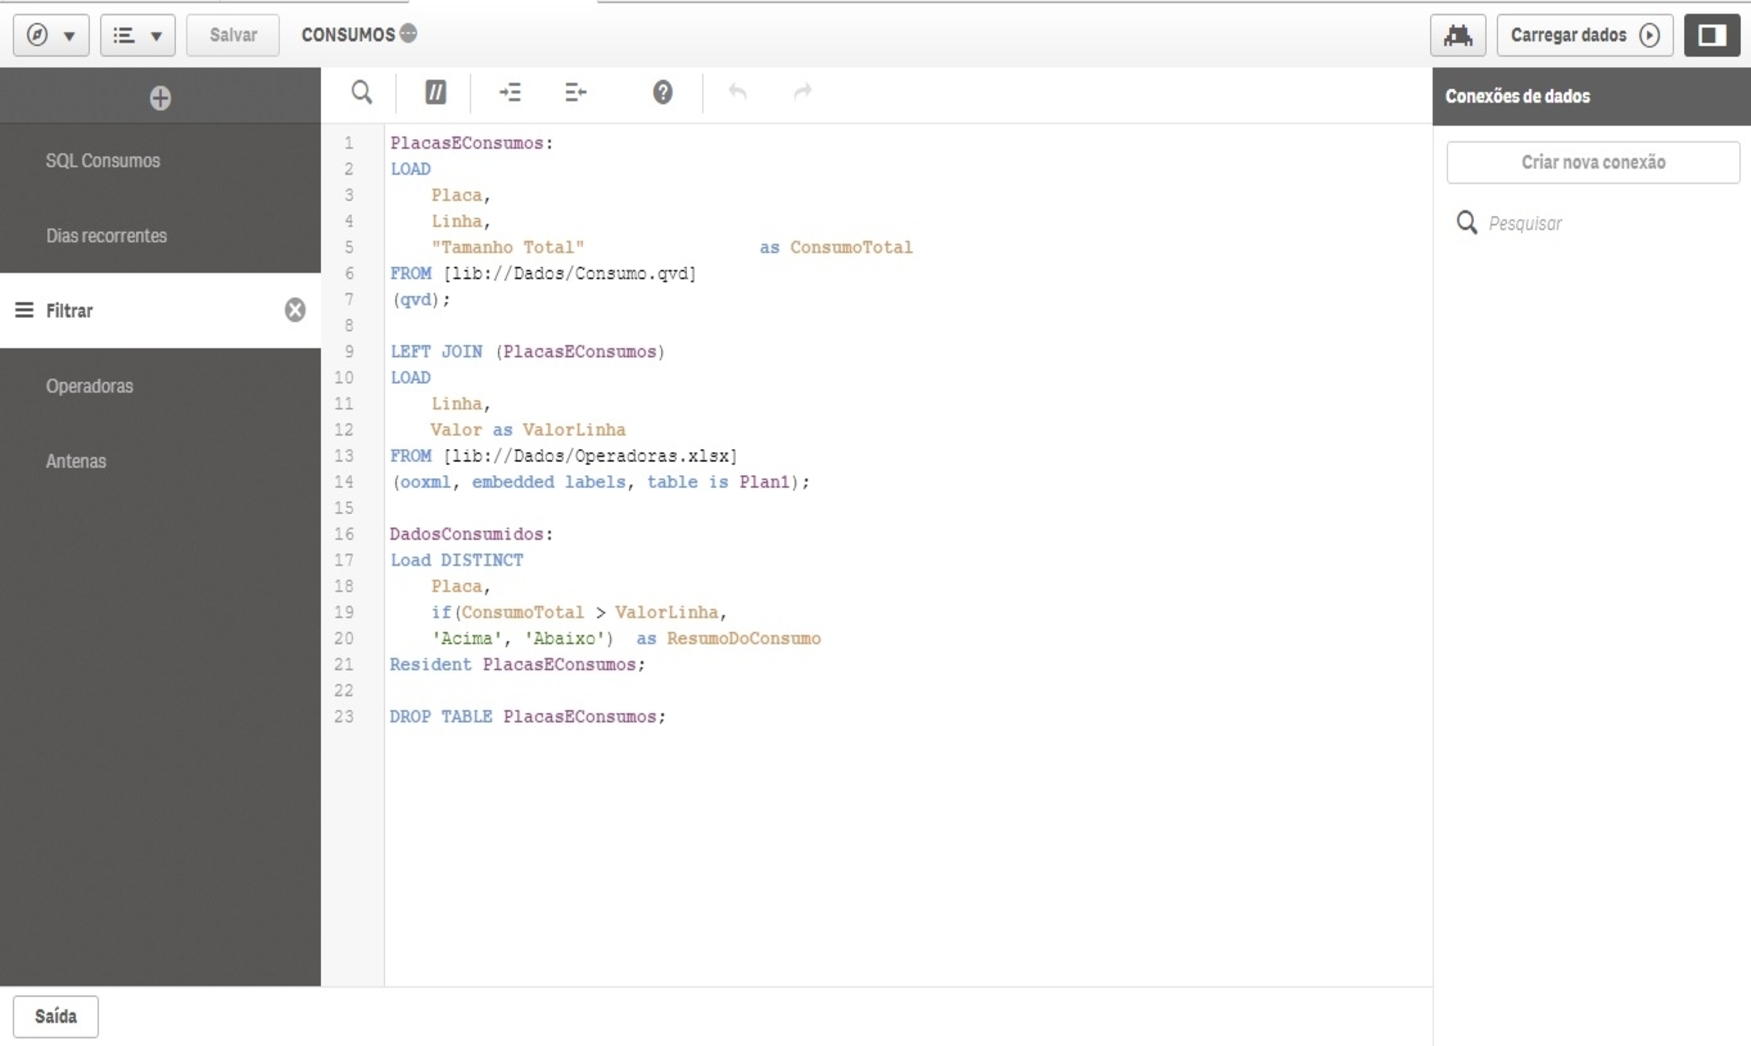 Salvar
CONSUMOS
Carregar dados
SQL Consumos
Dias recorrentes
Filtrar
Operadoras
Antenas
//
?
1 PlacasEConsumos:
2 LOAD
3 Placa,
4 Linha,
5 "Tamanho Total" as ConsumoTotal
6 FROM [lib://Dados/Consumo.qvd]
7 (qvd);
8
9 LEFT JOIN (PlacasEConsumos)
10 LOAD
11 Linha,
12 Valor as ValorLinha
13 FROM [lib://Dados/Operadoras.xlsx]
14 (ooxml, embedded labels, table is Plan1);
15
16 DadosConsumidos:
17 Load DISTINCT
18 Placa,
19 if(ConsumoTotal > ValorLinha,
20 'Acima', 'Abaixo') as ResumoDoConsumo
21 Resident PlacasEConsumos;
22
23 DROP TABLE PlacasEConsumos;
Conexões de dados
Criar nova conexão
Pesquisar
Saída